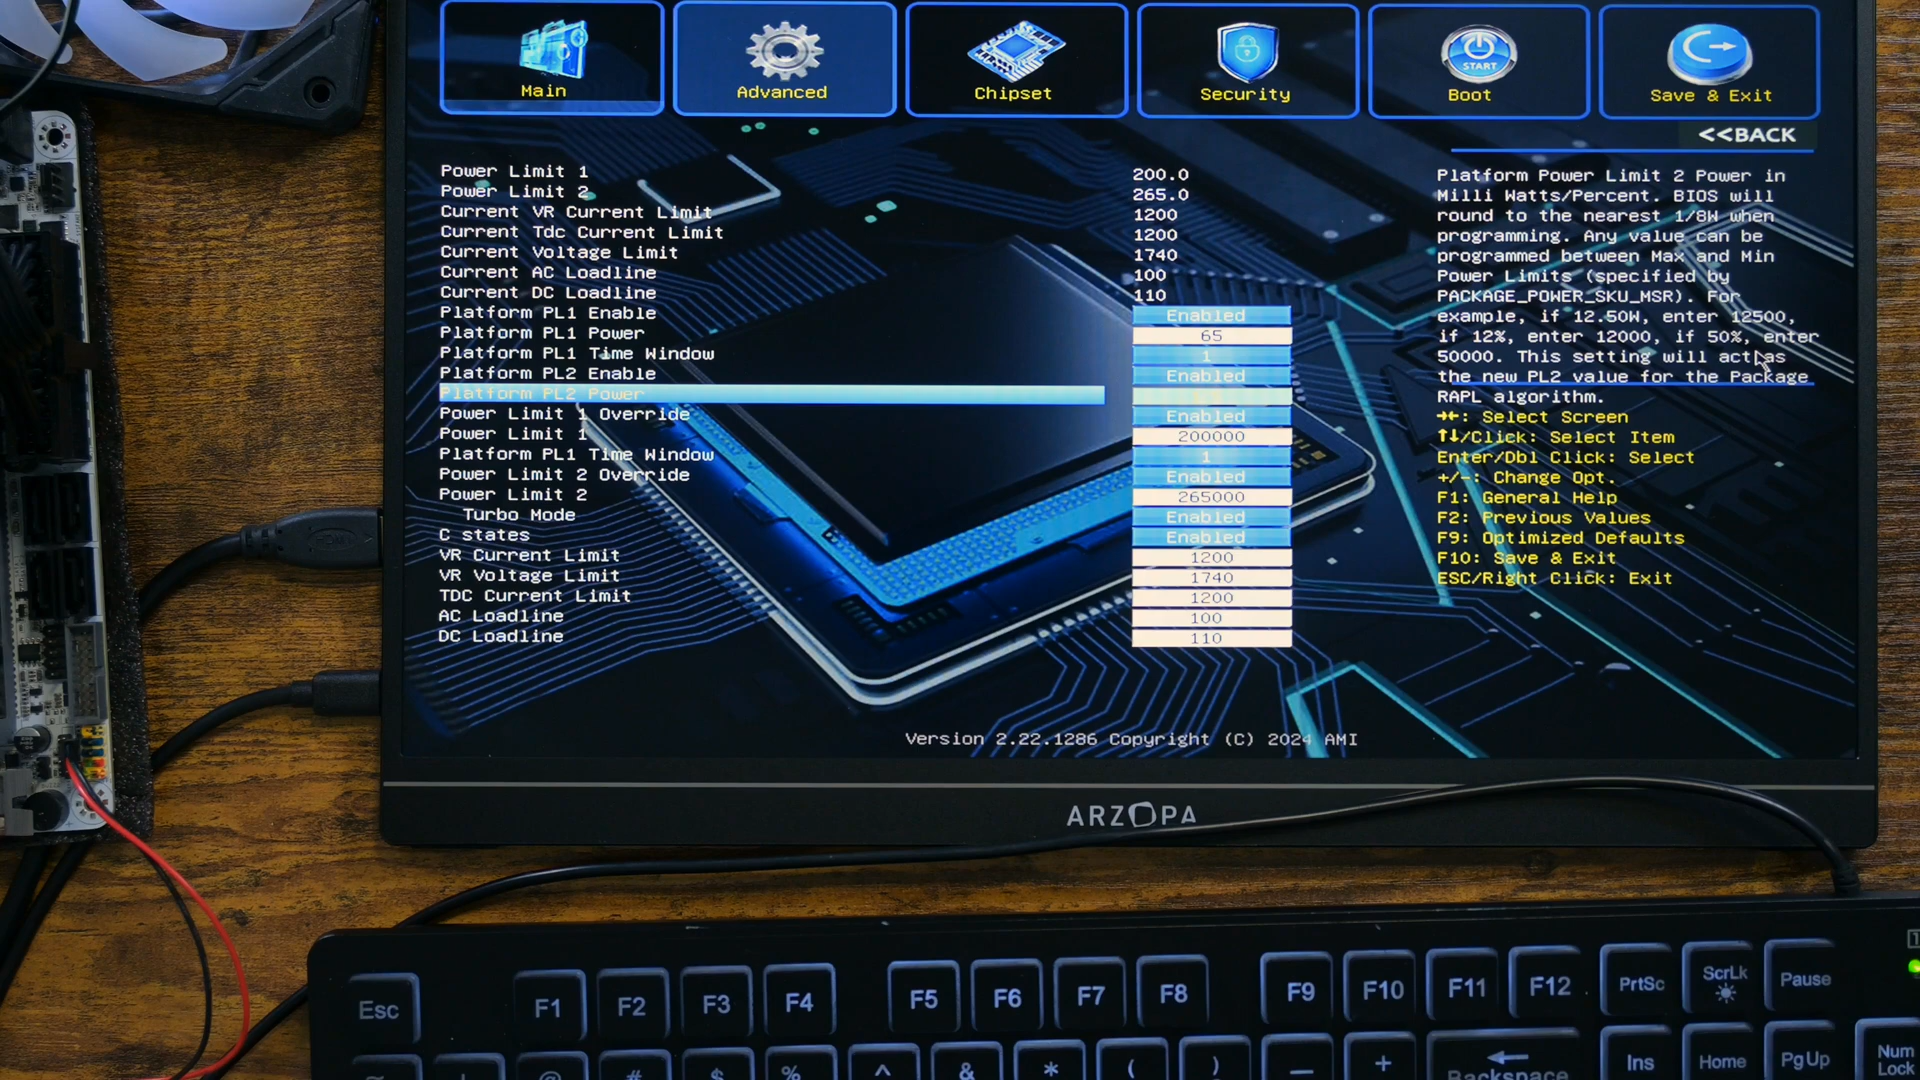 Main
Advanced
Chipset
Security
START
Boot
Save & Exit
<<BACK
Power Limit 1 200.0
Power Limit 2 265.0
Current VR Current Limit 1200
Current Tdc Current Limit 1200
Current Voltage Limit 1740
Current AC Loadline 100
Current DC Loadline 110
Platform PL1 Enable Enabled
Platform PL1 Power 65
Platform PL1 Time Window 1
Platform PL2 Enable Enabled
Platform PL2 Power
Power Limit 1 Override Enabled
Power Limit 1 200000
Platform PL1 Time Window 1
Power Limit 2 Override Enabled
Power Limit 2 265000
Turbo Mode Enabled
C states Enabled
VR Current Limit 1200
VR Voltage Limit 1740
TDC Current Limit 1200
AC Loadline 100
DC Loadline 110
Platform Power Limit 2 Power in
Milli Watts/Percent. BIOS will
round to the nearest 1/8W when
programming. Any value can be
programmed between Max and Min
Power Limits (specified by
PACKAGE_POWER_SKU_MSR). For
example, if 12.50W, enter 12500,
if 12%, enter 12000, if 50%, enter
50000. This setting will act as
the new PL2 value for the Package
RAPL algorithm.
→←: Select Screen
↑↓/Click: Select Item
Enter/Dbl Click: Select
+/-: Change Opt.
F1: General Help
F2: Previous Values
F9: Optimized Defaults
F10: Save & Exit
ESC/Right Click: Exit
Version 2.22.1286 Copyright (C) 2024 AMI
ARZOPA
Esc F1 F2 F3 F4 F5 F6 F7 F8 F9 F10 F11 F12 PrtSc ScrLk Pause
~ ! @ # $ % ^ & * ( ) — + Backspace Ins Home PgUp Num Lock